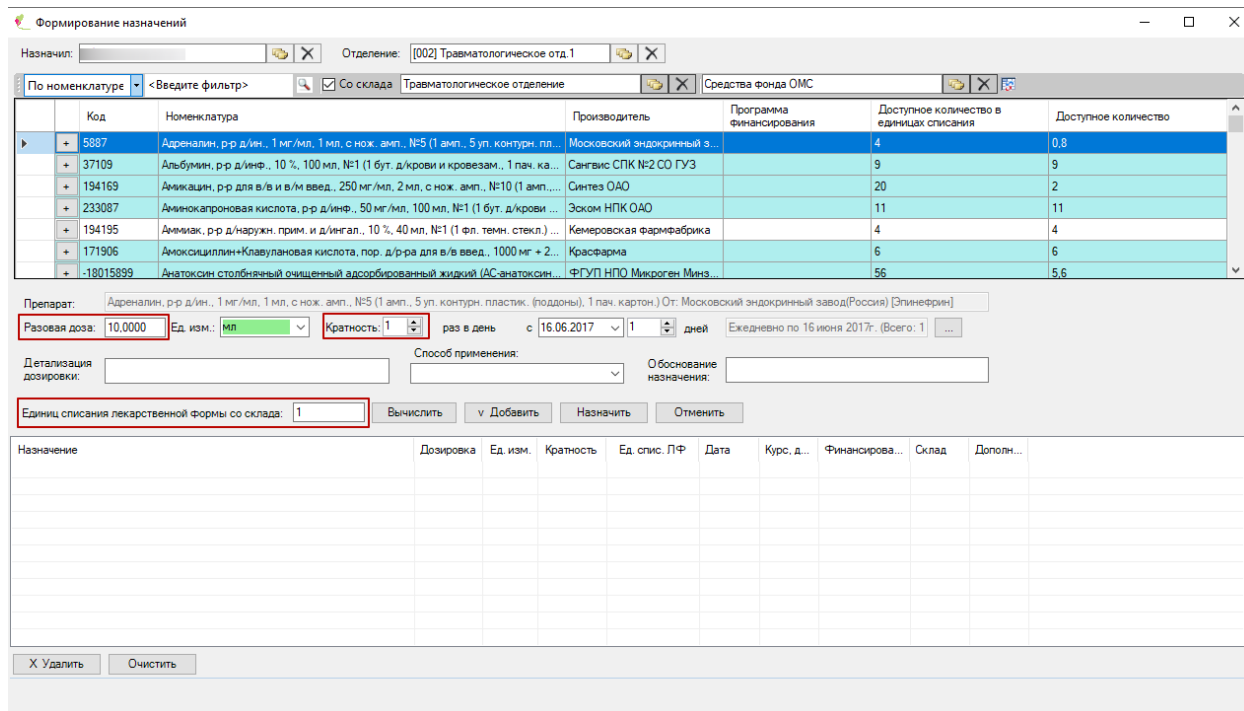 Формирование назначений
Назначил: Отделение: [002] Травматологическое отд.1
По номенклатуре <Введите фильтр> Со склада Травматологическое отделение Средства фонда ОМС
Код Номенклатура Производитель Программа финансирования Доступное количество в единицах списания Доступное количество
+ 5887 Адреналин, р-р д/ин., 1 мг/мл, 1 мл, с нож. амп., №5 (1 амп., 5 уп. контурн. пл... Московский эндокринный з... 4 0,8
+ 37109 Альбумин, р-р д/инф., 10 %, 100 мл, №1 (1 бут. д/крови и кровезам., 1 пач. ка... Сангвис СПК №2 СО ГУЗ 9 9
+ 194169 Амикацин, р-р для в/в и в/м введ., 250 мг/мл, 2 мл, с нож. амп., №10 (1 амп.,... Синтез ОАО 20 2
+ 233087 Аминокапроновая кислота, р-р д/инф., 50 мг/мл, 100 мл, №1 (1 бут. д/крови ... Эском НПК ОАО 11 11
+ 194195 Аммиак, р-р д/наружн. прим. и д/ингал., 10 %, 40 мл, №1 (1 фл. темн. стекл.) ... Кемеровская фармфабрика 4 4
+ 171906 Амоксициллин+Клавулановая кислота, пор. д/р-ра для в/в введ., 1000 мг + 2... Красфарма 6 6
+ -18015899 Анатоксин столбнячный очищенный адсорбированный жидкий (АС-анатоксин... ФГУП НПО Микроген Минз... 56 5,6
Препарат: Адреналин, р-р д/ин., 1 мг/мл, 1 мл, с нож. амп., №5 (1 амп., 5 уп. контурн. пластик. (поддоны), 1 пач. картон.) От: Московский эндокринный завод(Россия) [Эпинефрин]
Разовая доза: 10,0000 Ед. изм.: мл Кратность: 1 раз в день с 16.06.2017 1 дней Ежедневно по 16 июня 2017г. (Всего: 1 ...
Детализация дозировки: Способ применения: Обоснование назначения:
Единиц списания лекарственной формы со склада: 1 Вычислить v Добавить Назначить Отменить
Назначение Дозировка Ед. изм. Кратность Ед. спис. ЛФ Дата Курс, д... Финансирова... Склад Дополн...
X Удалить Очистить